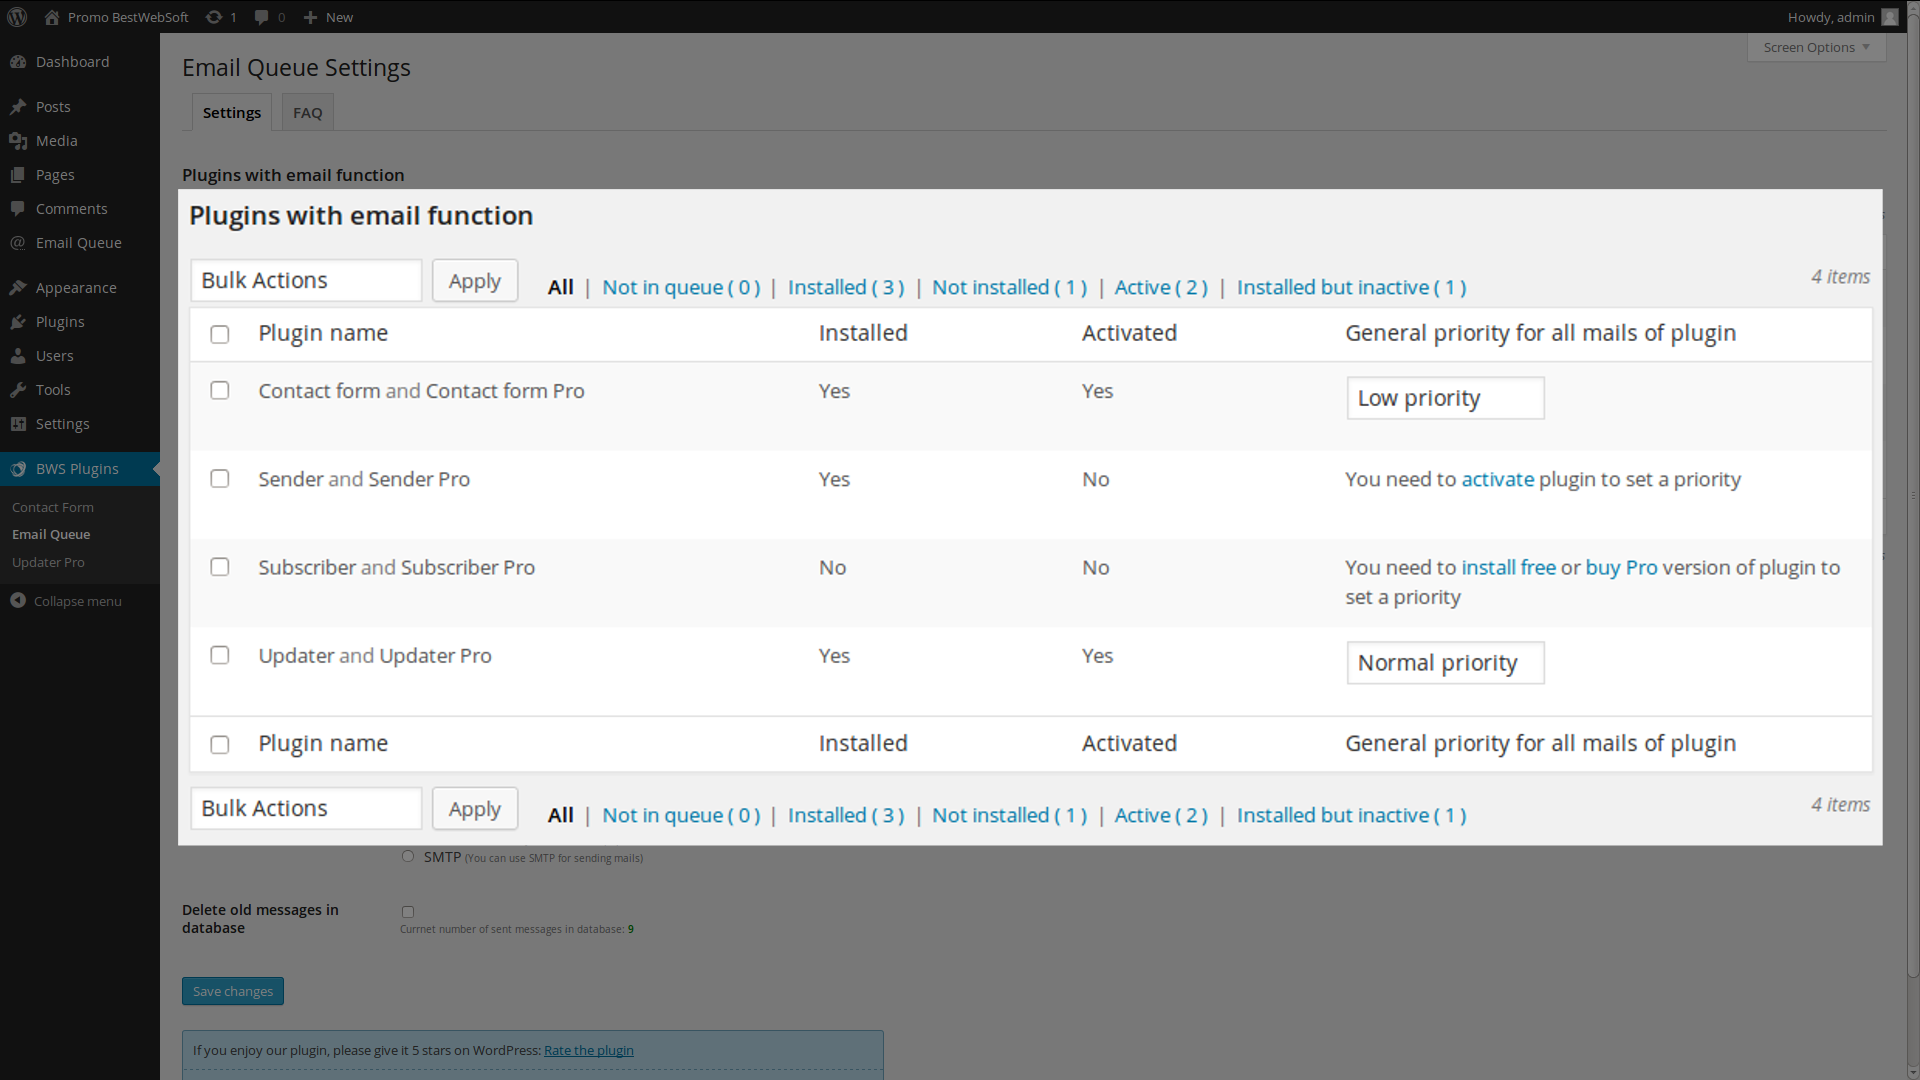 Promo BestWebSoft 1 0 New Howdy, admin
Screen Options
Dashboard
Posts
Media
Pages
Comments
Email Queue
Appearance
Plugins
Users
Tools
Settings
BWS Plugins
Contact Form
Email Queue
Updater Pro
Collapse menu
Email Queue Settings
Settings FAQ
Plugins with email function
Plugins with email function
Bulk Actions Apply All | Not in queue ( 0 ) | Installed ( 3 ) | Not installed ( 1 ) | Active ( 2 ) | Installed but inactive ( 1 ) 4 items
Plugin name Installed Activated General priority for all mails of plugin
Contact form and Contact form Pro Yes Yes Low priority
Sender and Sender Pro Yes No You need to activate plugin to set a priority
Subscriber and Subscriber Pro No No You need to install free or buy Pro version of plugin to
set a priority
Updater and Updater Pro Yes Yes Normal priority
Plugin name Installed Activated General priority for all mails of plugin
Bulk Actions Apply All | Not in queue ( 0 ) | Installed ( 3 ) | Not installed ( 1 ) | Active ( 2 ) | Installed but inactive ( 1 ) 4 items
SMTP (You can use SMTP for sending mails)
Delete old messages in
database
Currnet number of sent messages in database: 9
Save changes
If you enjoy our plugin, please give it 5 stars on WordPress: Rate the plugin